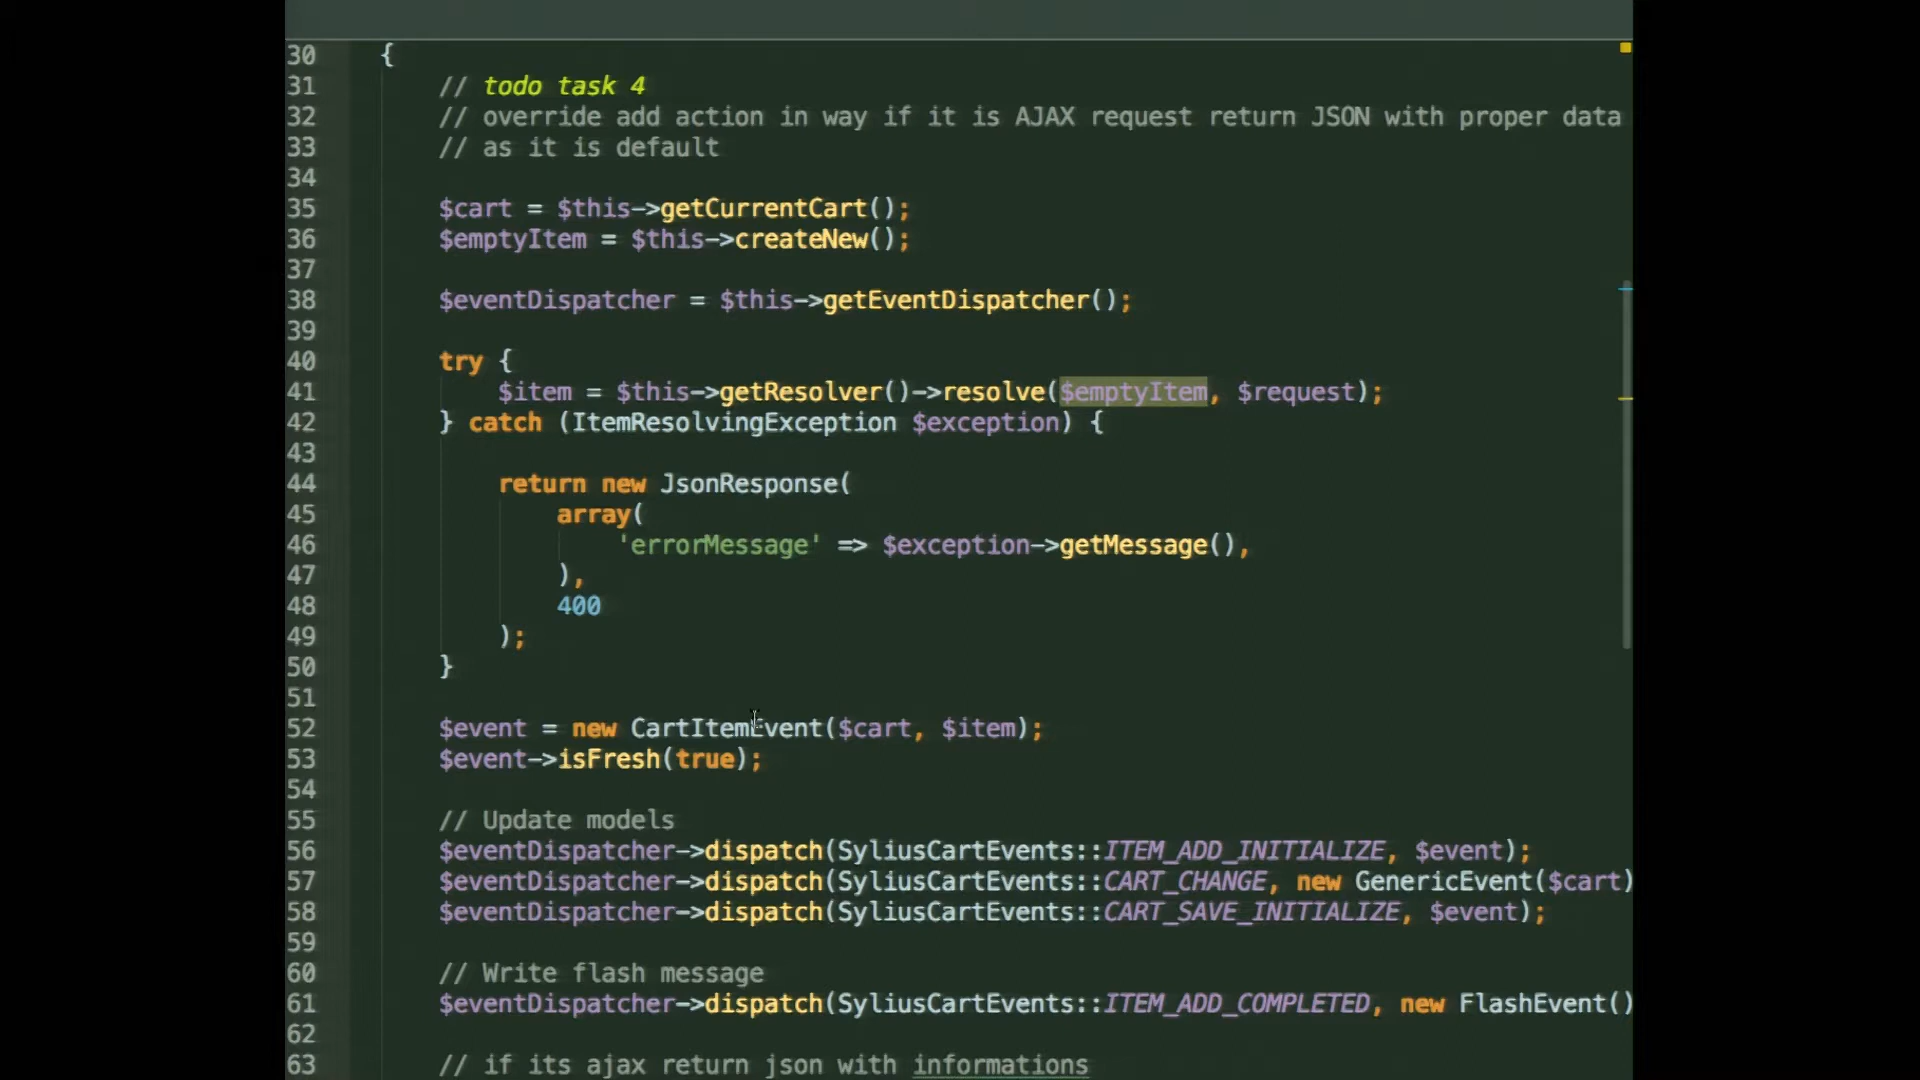 30 {
31 // todo task 4
32 // override add action in way if it is AJAX request return JSON with proper data
33 // as it is default
34
35 $cart = $this->getCurrentCart();
36 $emptyItem = $this->createNew();
37
38 $eventDispatcher = $this->getEventDispatcher();
39
40 try {
41 $item = $this->getResolver()->resolve($emptyItem, $request);
42 } catch (ItemResolvingException $exception) {
43
44 return new JsonResponse(
45 array(
46 'errorMessage' => $exception->getMessage(),
47 ),
48 400
49 );
50 }
51
52 $event = new CartItemEvent($cart, $item);
53 $event->isFresh(true);
54
55 // Update models
56 $eventDispatcher->dispatch(SyliusCartEvents::ITEM_ADD_INITIALIZE, $event);
57 $eventDispatcher->dispatch(SyliusCartEvents::CART_CHANGE, new GenericEvent($cart)
58 $eventDispatcher->dispatch(SyliusCartEvents::CART_SAVE_INITIALIZE, $event);
59
60 // Write flash message
61 $eventDispatcher->dispatch(SyliusCartEvents::ITEM_ADD_COMPLETED, new FlashEvent()
62
63 // if its ajax return json with informations